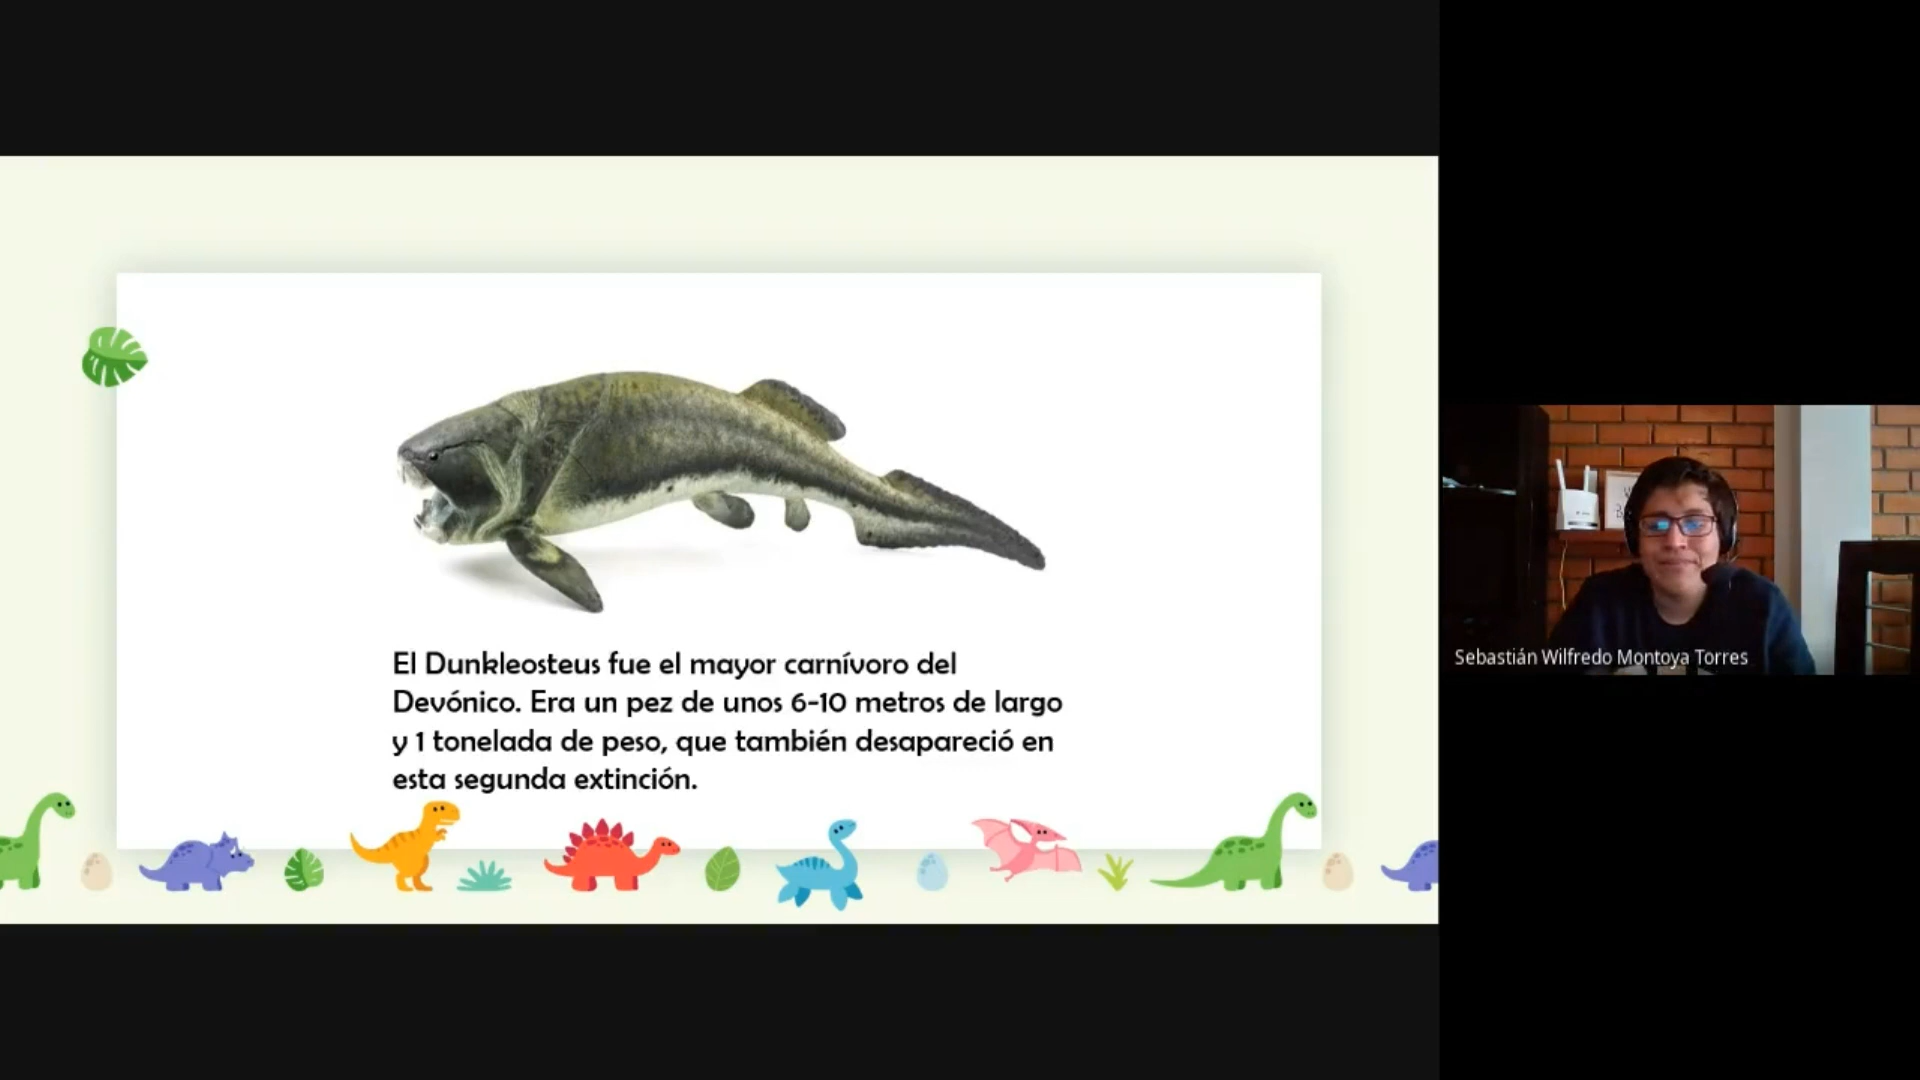 El Dunkleosteus fue el mayor carnívoro del
Devónico. Era un pez de unos 6-10 metros de largo
y 1 tonelada de peso, que también desapareció en
esta segunda extinción.
Sebastián Wilfredo Montoya Torres